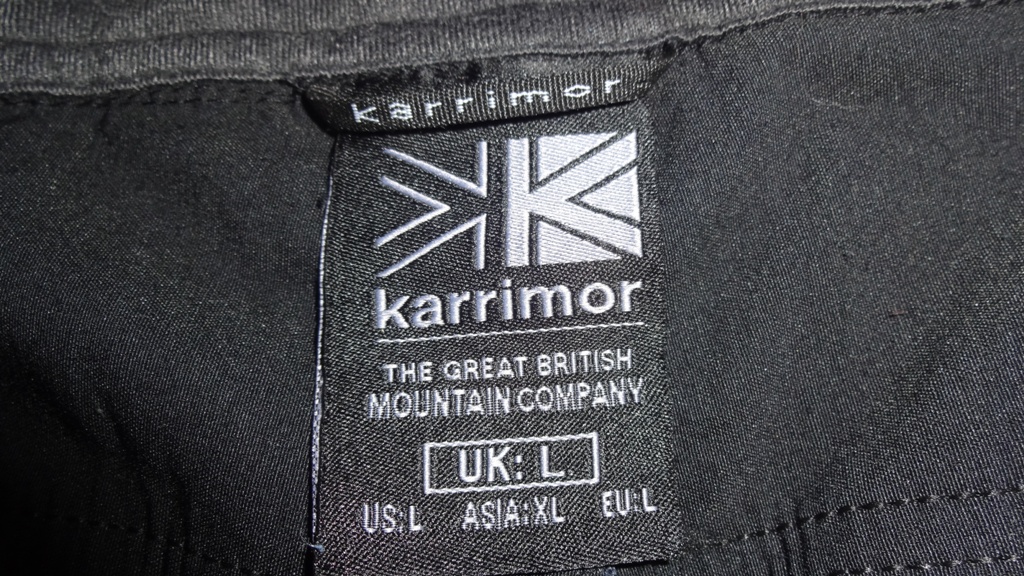 karrimor
karrimor
THE GREAT BRITISH
MOUNTAIN COMPANY
UK: L
US:L ASIA:XL EU:L